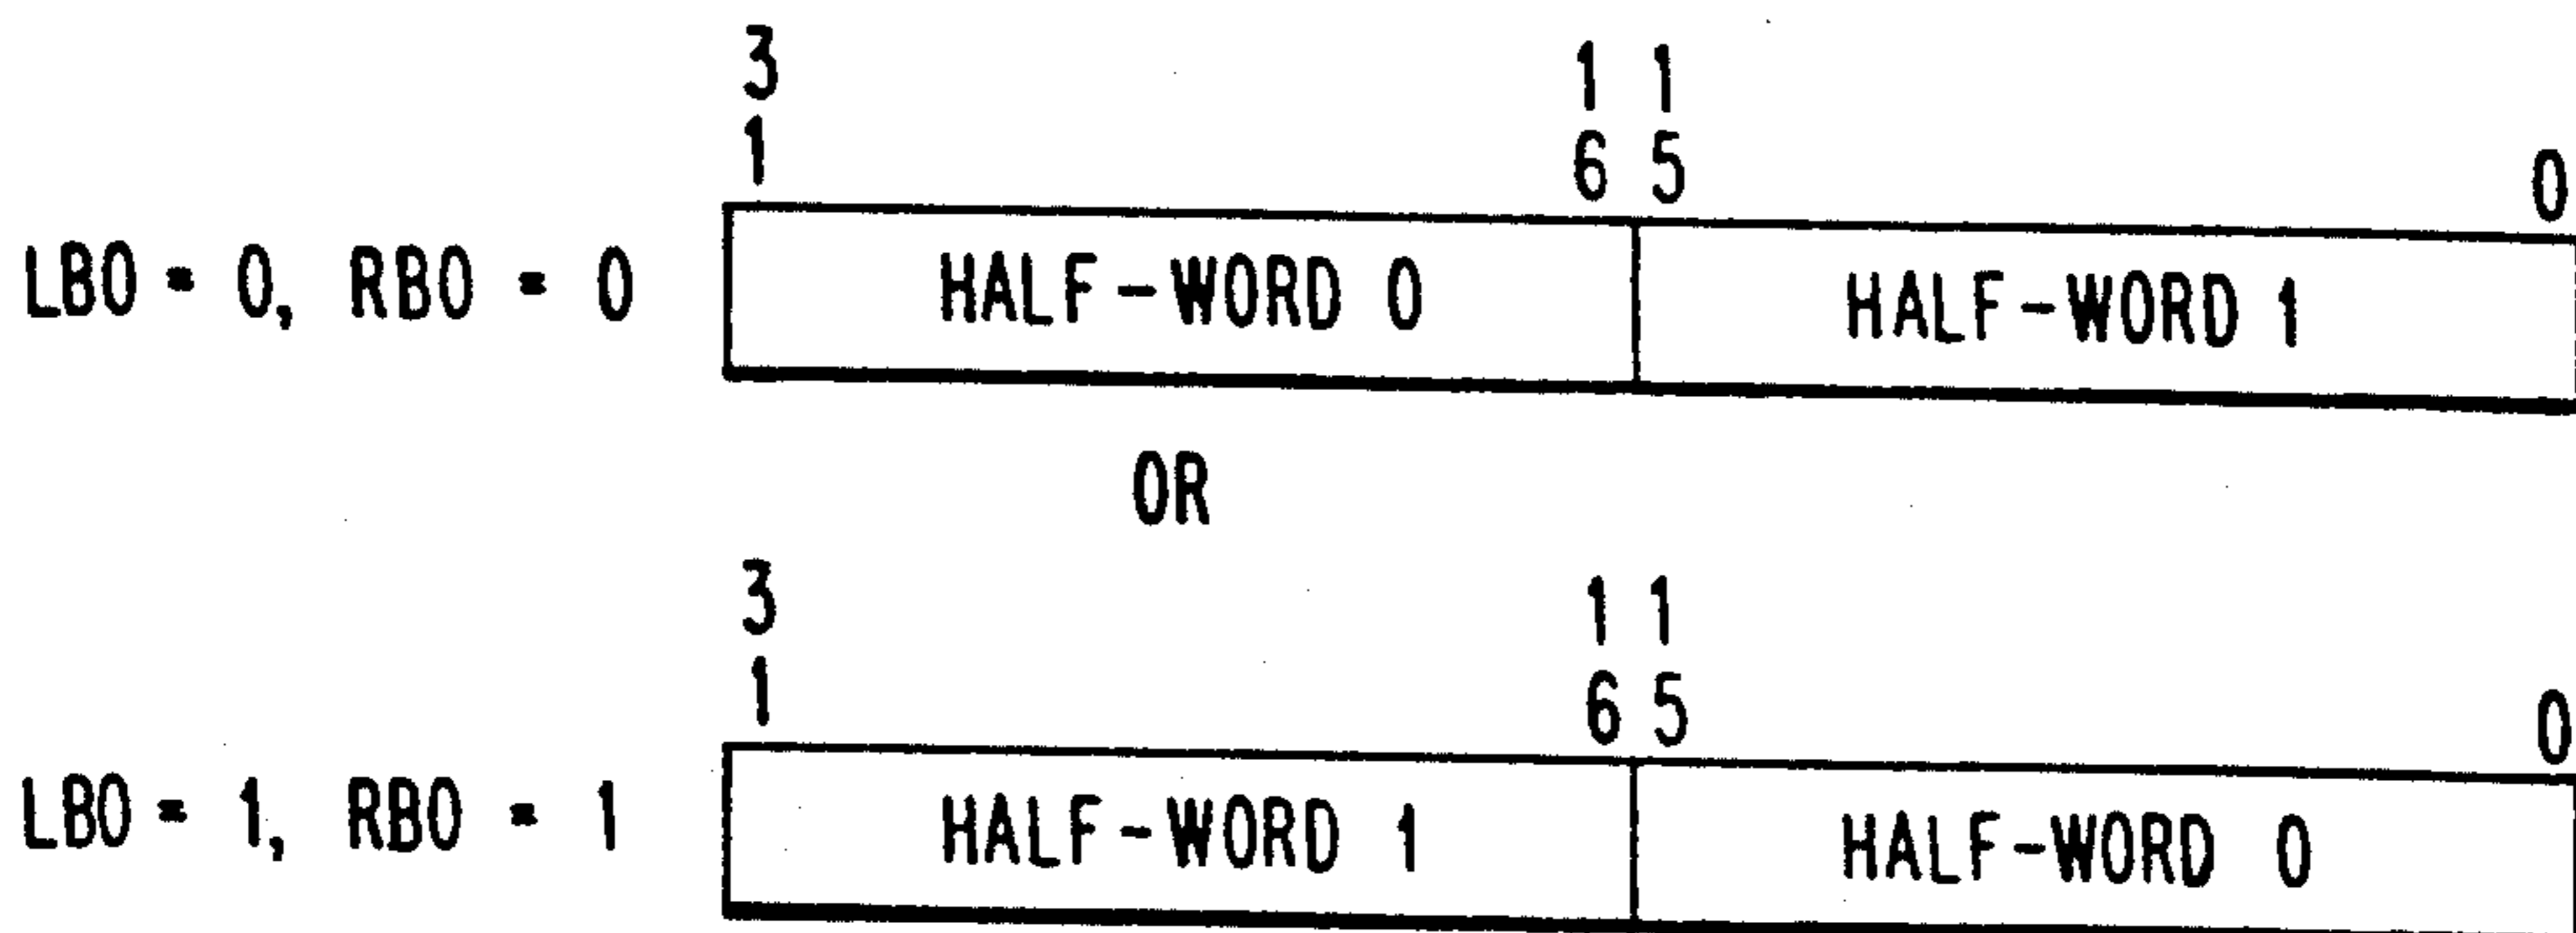 3 1 1
1 6 5 0
LBO = 0, RBO = 0 HALF-WORD 0 HALF-WORD 1
OR
3 1 1
1 6 5 0
LBO = 1, RBO = 1 HALF-WORD 1 HALF-WORD 0